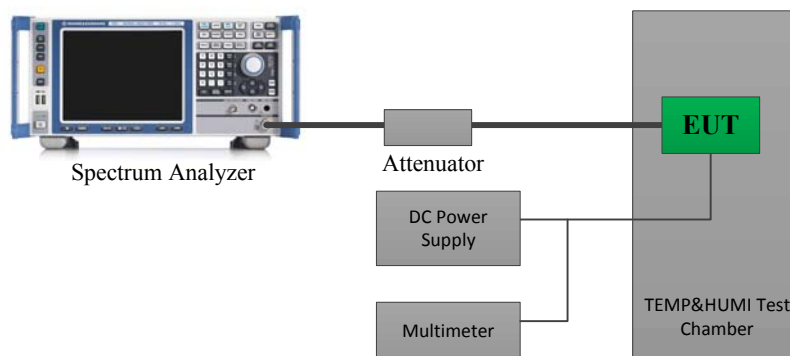 EUT
Spectrum Analyzer
Attenuator
DC Power
Supply
Multimeter
TEMP&HUMI Test
Chamber